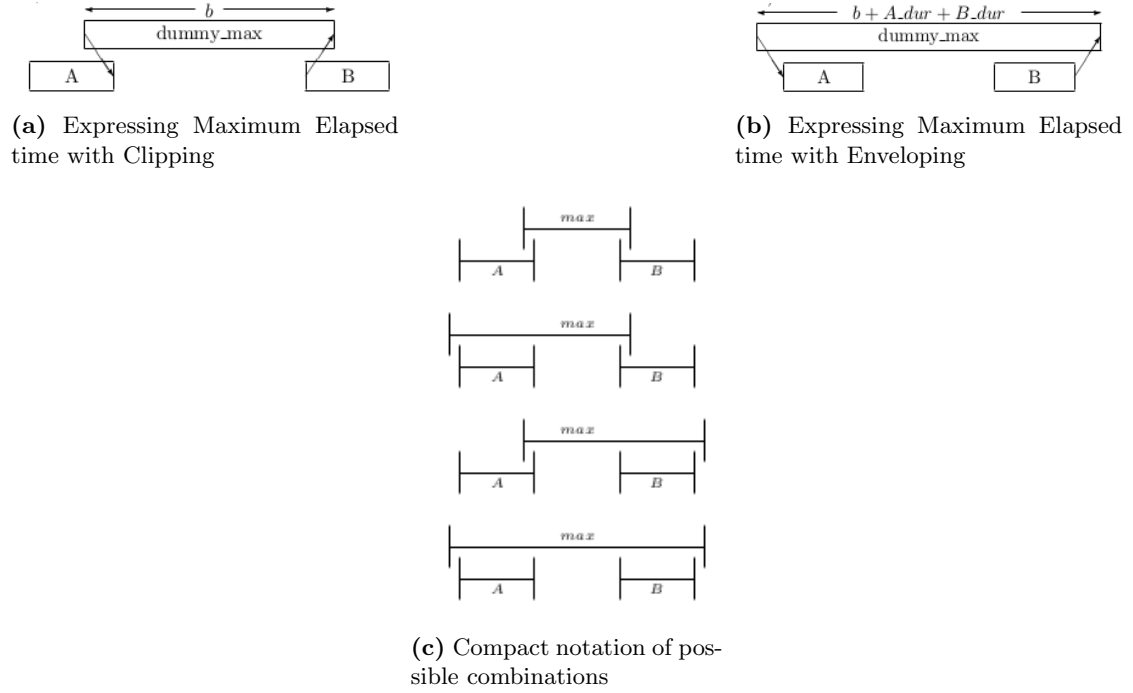 b
dummy_max
A
B
(a) Expressing Maximum Elapsed
time with Clipping
b + A_dur + B_dur
dummy_max
A
B
(b) Expressing Maximum Elapsed
time with Enveloping
max
A
B
max
A
B
max
A
B
max
A
B
(c) Compact notation of pos-
sible combinations